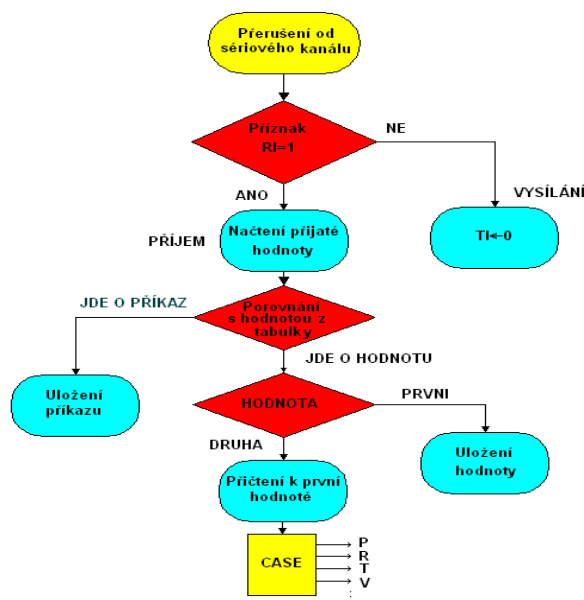 Přerušení od
sériového kanálu
Příznak
RI=1
NE
ANO
VYSÍLÁNÍ
PŘÍJEM
Načtení přijaté
hodnoty
TI←0
JDE O PŘÍKAZ
Porovnání
s hodnotou z
tabulky
JDE O HODNOTU
Uložení
příkazu
HODNOTA
PRVNI
DRUHA
Uložení
hodnoty
Přičtení k první
hodnotě
CASE
P
R
T
V